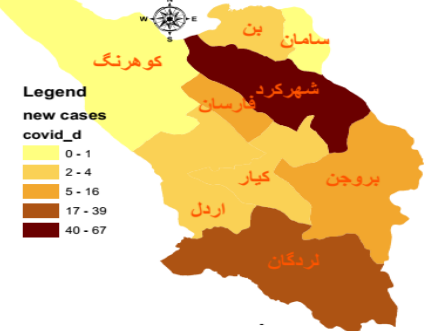 N
W
E
S
بن
سامان
کوهرنگ
شهرکرد
فارسان
کیار
بروجن
اردل
لردگان
Legend
new cases
covid_d
0 - 1
2 - 4
5 - 16
17 - 39
40 - 67